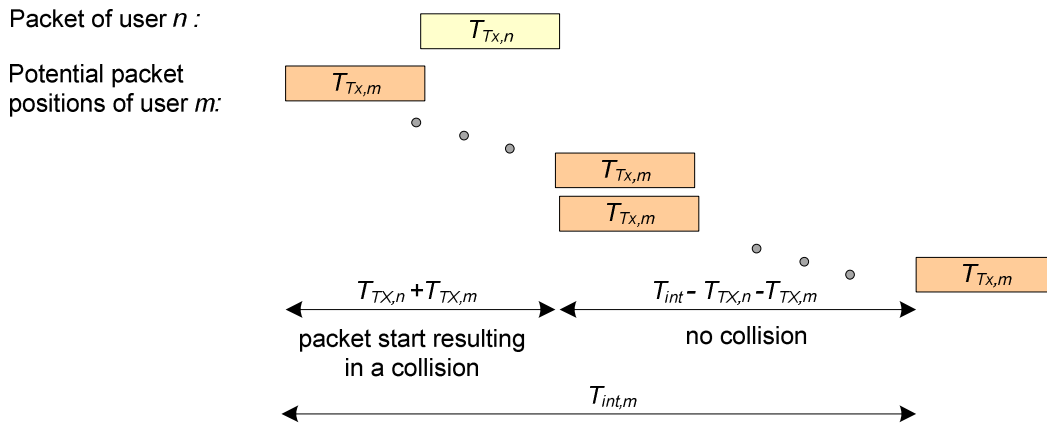 Packet of user n :
T_Tx,n
Potential packet
positions of user m:
T_Tx,m
T_Tx,m
T_Tx,m
T_Tx,m
T_TX,n + T_TX,m
T_int - T_TX,n - T_TX,m
packet start resulting
in a collision
no collision
T_int,m